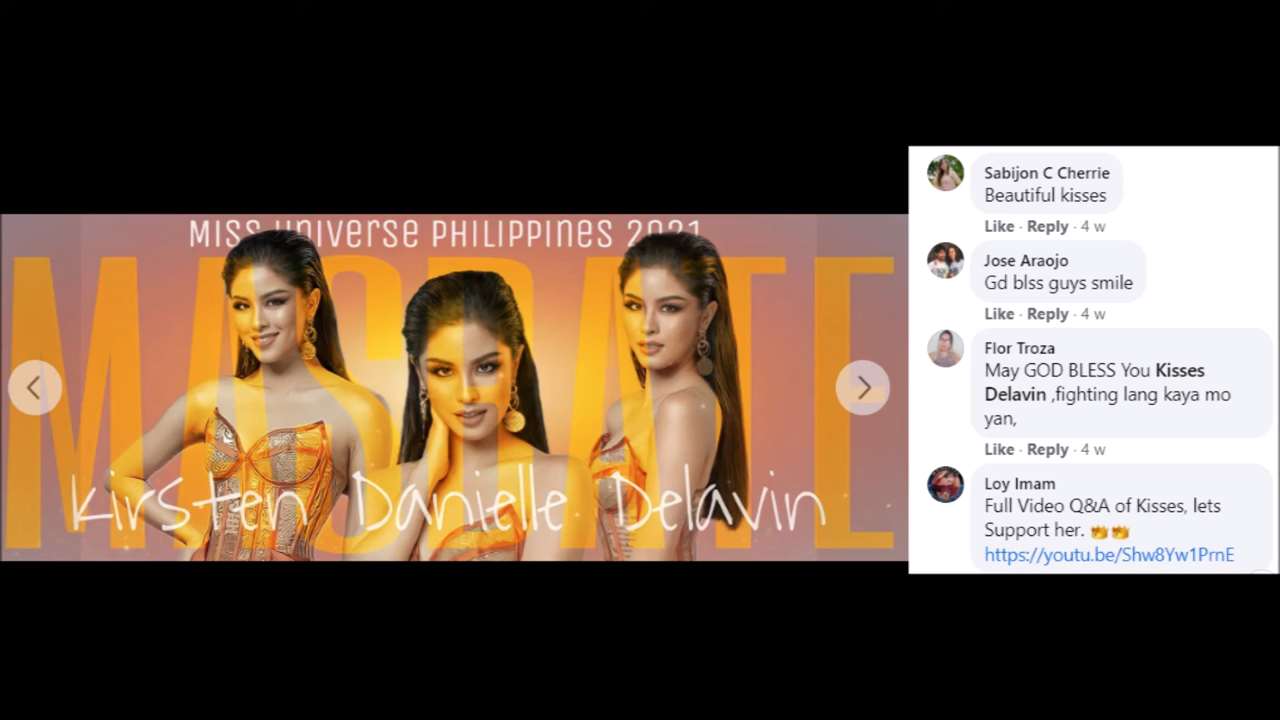 Miss Universe PHILIPPines 2021
MASBATE
Kirsten Danielle Delavin
Sabijon C Cherrie
Beautiful kisses
Like · Reply · 4 w
Jose Araojo
Gd blss guys smile
Like · Reply · 4 w
Flor Troza
May GOD BLESS You Kisses
Delavin ,fighting lang kaya mo
yan,
Like · Reply · 4 w
Loy Imam
Full Video Q&A of Kisses, lets
Support her. 👏👏
https://youtu.be/Shw8Yw1PrnE